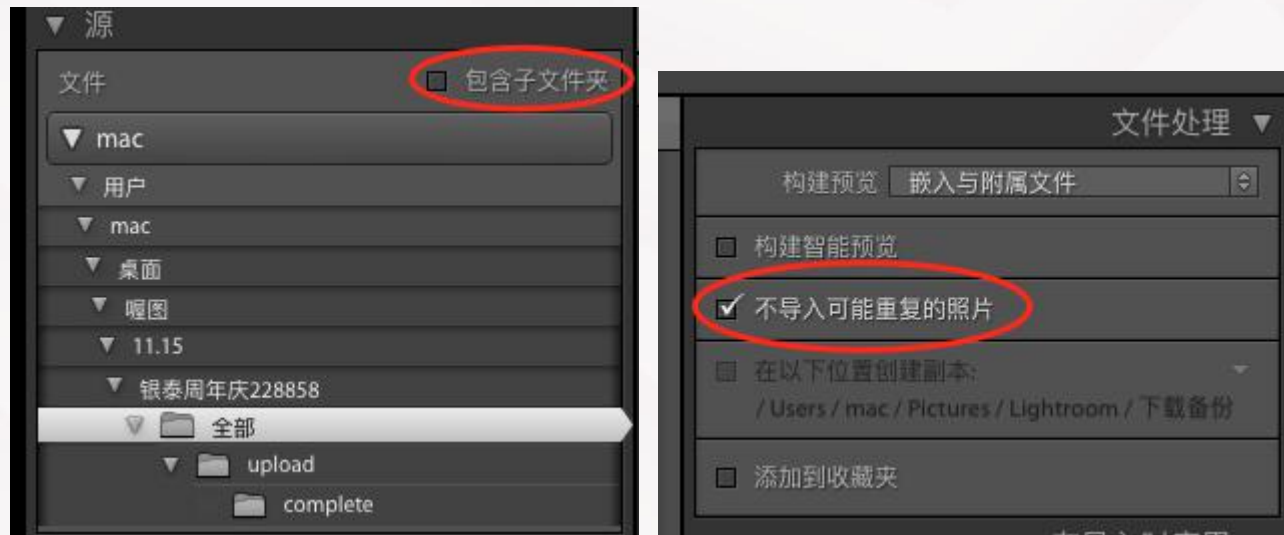 源
文件 包含子文件夹
mac
用户
mac
桌面
喔图
11.15
银泰周年庆228858
全部
upload
complete
文件处理
构建预览 嵌入与附属文件
构建智能预览
不导入可能重复的照片
在以下位置创建副本:
/ Users / mac / Pictures / Lightroom / 下载备份
添加到收藏夹